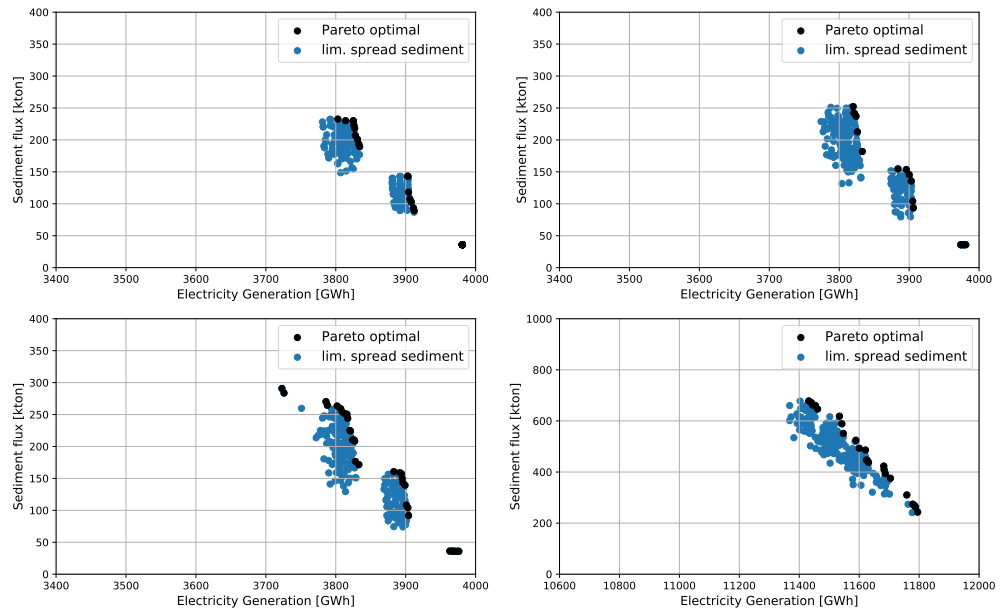 400
350
300
250
200
150
100
50
0
Sediment flux [kton]
Pareto optimal
lim. spread sediment
3400 3500 3600 3700 3800 3900 4000
Electricity Generation [GWh]
400
350
300
250
200
150
100
50
0
Sediment flux [kton]
Pareto optimal
lim. spread sediment
3400 3500 3600 3700 3800 3900 4000
Electricity Generation [GWh]
400
350
300
250
200
150
100
50
0
Sediment flux [kton]
Pareto optimal
lim. spread sediment
3400 3500 3600 3700 3800 3900 4000
Electricity Generation [GWh]
1000
800
600
400
200
0
Sediment flux [kton]
Pareto optimal
lim. spread sediment
10600 10800 11000 11200 11400 11600 11800 12000
Electricity Generation [GWh]